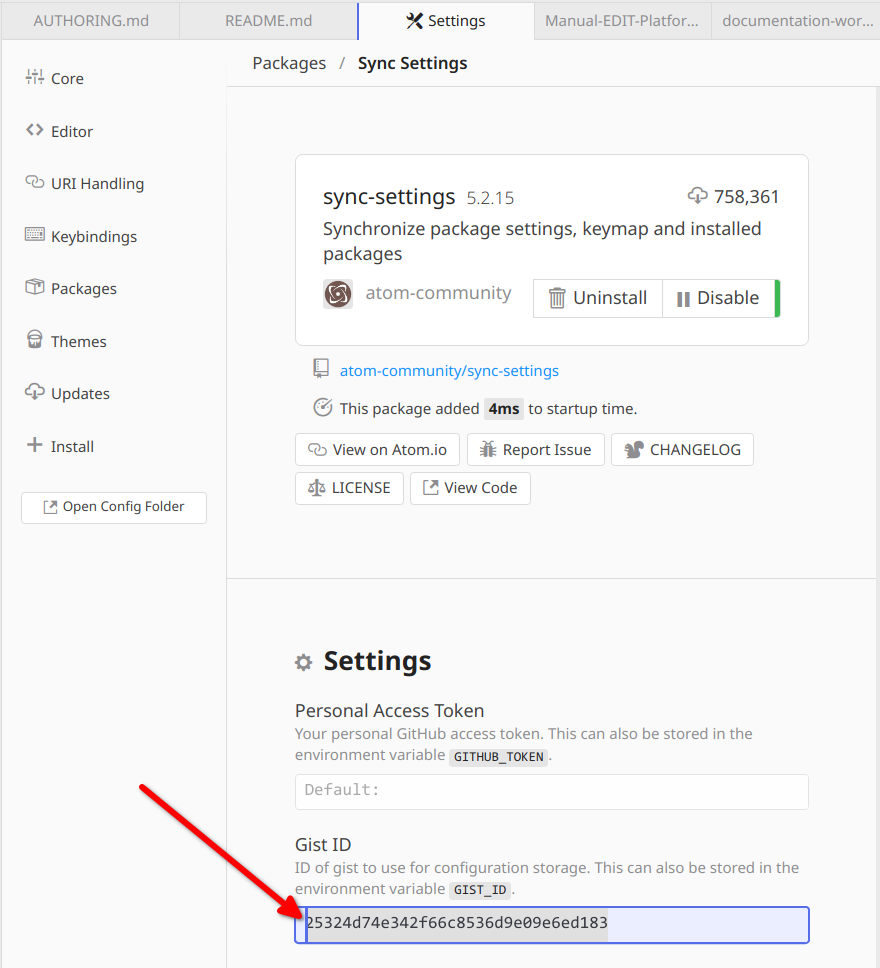 AUTHORING.md
README.md
Settings
Manual-EDIT-Platfor...
documentation-wor...
Core
Editor
URI Handling
Keybindings
Packages
Themes
Updates
Install
Open Config Folder
Packages / Sync Settings
sync-settings 5.2.15
758,361
Synchronize package settings, keymap and installed
packages
atom-community
Uninstall
Disable
atom-community/sync-settings
This package added 4ms to startup time.
View on Atom.io
Report Issue
CHANGELOG
LICENSE
View Code
Settings
Personal Access Token
Your personal GitHub access token. This can also be stored in the
environment variable GITHUB_TOKEN.
Default:
Gist ID
ID of gist to use for configuration storage. This can also be stored in the
environment variable GIST_ID.
25324d74e342f66c8536d9e09e6ed183